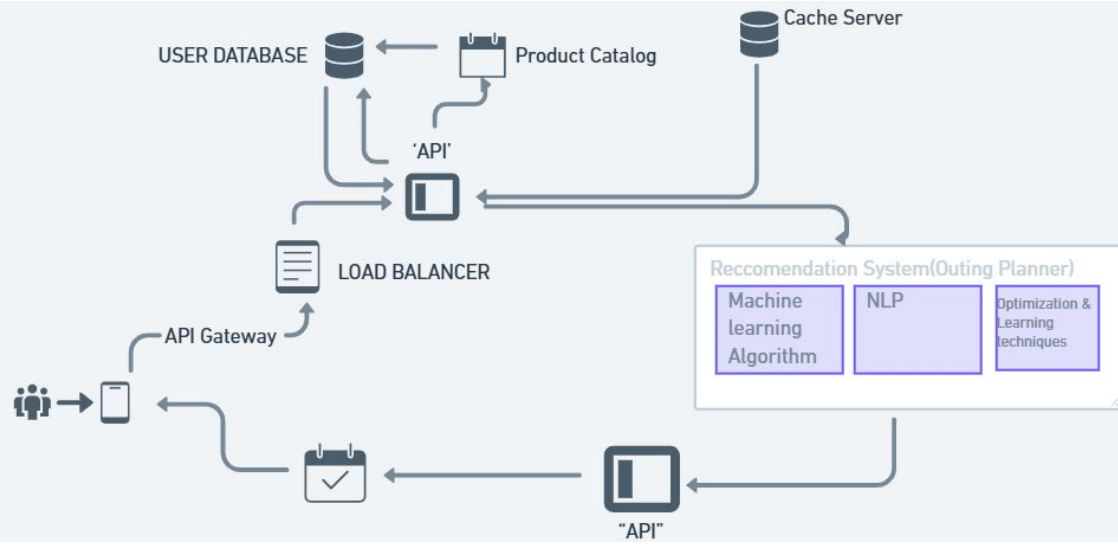 Cache Server
USER DATABASE
Product Catalog
‘API’
LOAD BALANCER
Reccomendation System(Outing Planner)
Machine
learning
Algorithm
NLP
Optimization &
Learning
techniques
API Gateway
“API”